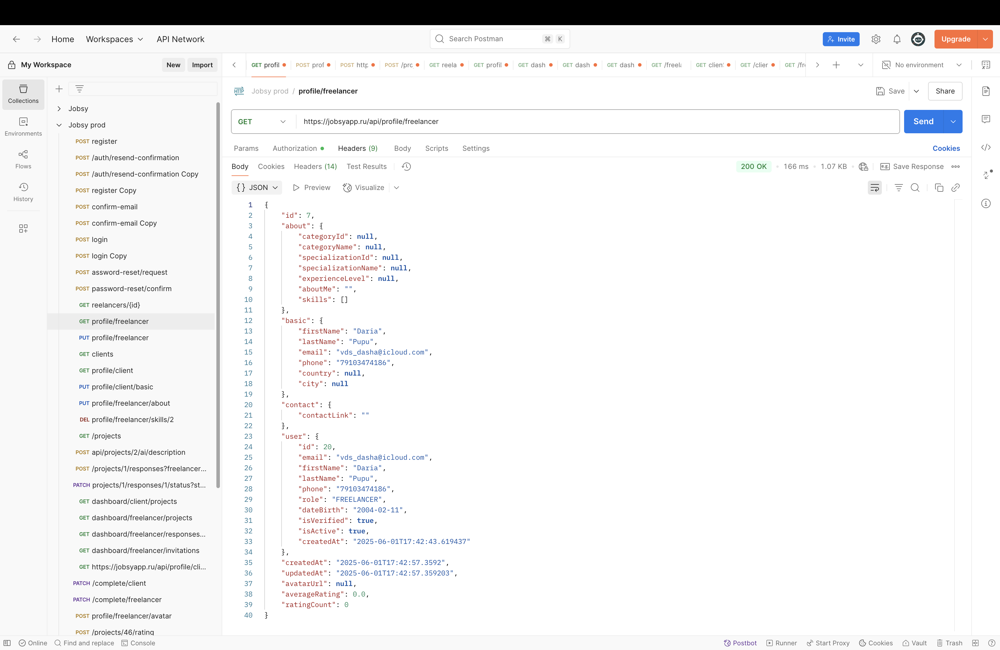 Home Workspaces API Network Search Postman ⌘ K Invite Upgrade
My Workspace New Import GET profil POST prof POST http POST /pro GET reela GET profil GET dash GET dash GET dash GET /freela GET client GET /clier GET /fr No environment
Collections
Environments
Flows
History
Jobsy
Jobsy prod
POST register
POST /auth/resend-confirmation
POST /auth/resend-confirmation Copy
POST register Copy
POST confirm-email
POST confirm-email Copy
POST login
POST login Copy
POST assword-reset/request
POST password-reset/confirm
GET reelancers/{id}
GET profile/freelancer
PUT profile/freelancer
GET clients
GET profile/client
PUT profile/client/basic
PUT profile/freelancer/about
DEL profile/freelancer/skills/2
GET /projects
POST api/projects/2/ai/description
POST /projects/1/responses?freelancer...
PATCH projects/1/responses/1/status?st...
GET dashboard/client/projects
GET dashboard/freelancer/projects
GET dashboard/freelancer/responses...
GET dashboard/freelancer/invitations
GET https://jobsyapp.ru/api/profile/cli...
PATCH /complete/client
PATCH /complete/freelancer
POST profile/freelancer/avatar
POST /projects/46/rating
HTTP Jobsy prod / profile/freelancer Save Share
GET https://jobsyapp.ru/api/profile/freelancer Send
Params Authorization Headers (9) Body Scripts Settings Cookies
Body Cookies Headers (14) Test Results 200 OK 166 ms 1.07 KB e.g. Save Response
{} JSON Preview Visualize
1 {
2 "id": 7,
3 "about": {
4 "categoryId": null,
5 "categoryName": null,
6 "specializationId": null,
7 "specializationName": null,
8 "experienceLevel": null,
9 "aboutMe": "",
10 "skills": []
11 },
12 "basic": {
13 "firstName": "Daria",
14 "lastName": "Pupu",
15 "email": "vds_dasha@icloud.com",
16 "phone": "79103474186",
17 "country": null,
18 "city": null
19 },
20 "contact": {
21 "contactLink": ""
22 },
23 "user": {
24 "id": 20,
25 "email": "vds_dasha@icloud.com",
26 "firstName": "Daria",
27 "lastName": "Pupu",
28 "phone": "79103474186",
29 "role": "FREELANCER",
30 "dateBirth": "2004-02-11",
31 "isVerified": true,
32 "isActive": true,
33 "createdAt": "2025-06-01T17:42:43.619437"
34 },
35 "createdAt": "2025-06-01T17:42:57.3592",
36 "updatedAt": "2025-06-01T17:42:57.359203",
37 "avatarUrl": null,
38 "averageRating": 0.0,
39 "ratingCount": 0
40 }
Online Find and replace Console Postbot Runner Start Proxy Cookies Vault Trash